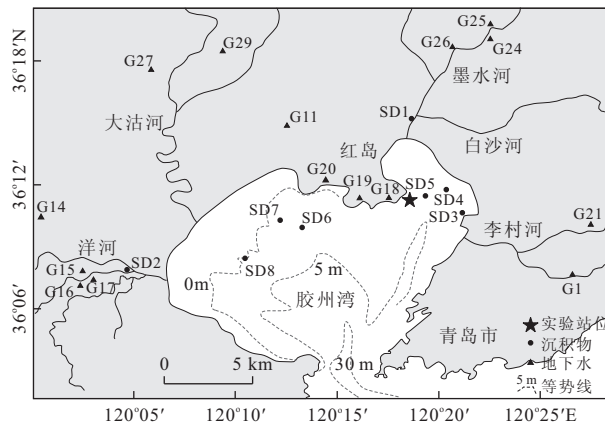 G25
G26
G24
G29
G27
36°18′N
墨水河
大沽河
G11
SD1
红岛
白沙河
36°12′
G20
G19
G18
SD5
SD4
SD3
G14
SD7
SD6
G21
李村河
洋河
SD2
G15
SD8
0m
5 m
G16
G17
胶州湾
G1
36°06′
青岛市
实验站位
沉积物
地下水
5 m 等势线
0 5 km
30 m
120°05′ 120°10′ 120°15′ 120°20′ 120°25′E